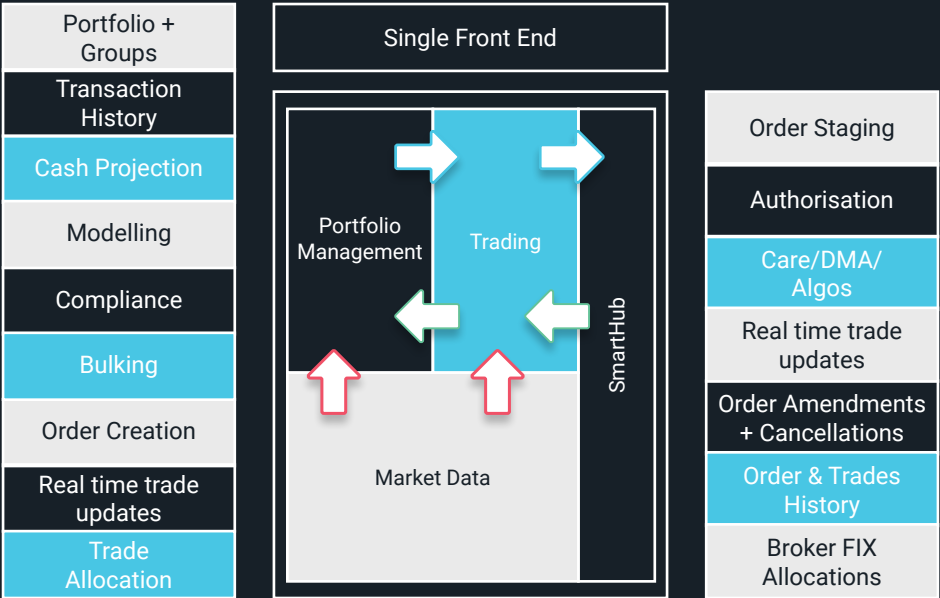 Portfolio +
Groups
Transaction
History
Cash Projection
Modelling
Compliance
Bulking
Order Creation
Real time trade
updates
Trade
Allocation
Single Front End
Portfolio
Management
Trading
SmartHub
Market Data
Order Staging
Authorisation
Care/DMA/
Algos
Real time trade
updates
Order Amendments
+ Cancellations
Order & Trades
History
Broker FIX
Allocations